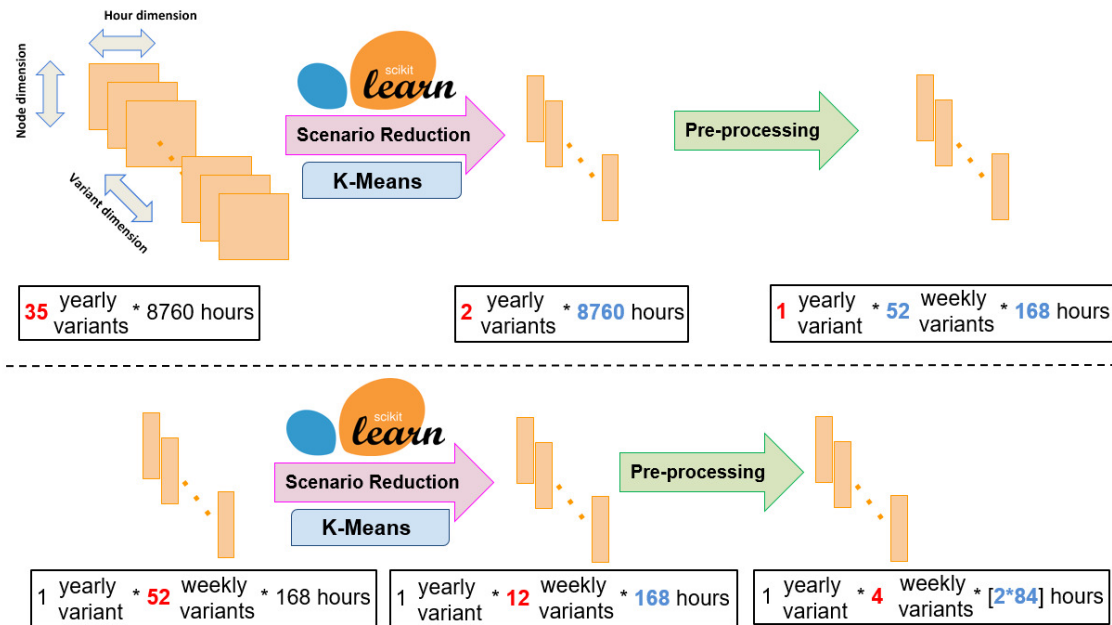 Hour dimension
Node dimension
Variant dimension
scikit
learn
Scenario Reduction
K-Means
Pre-processing
35 yearly variants * 8760 hours
2 yearly variants * 8760 hours
1 yearly variant * 52 weekly variants * 168 hours
scikit
learn
Scenario Reduction
K-Means
Pre-processing
1 yearly variant * 52 weekly variants * 168 hours
1 yearly variant * 12 weekly variants * 168 hours
1 yearly variant * 4 weekly variants * [2*84] hours